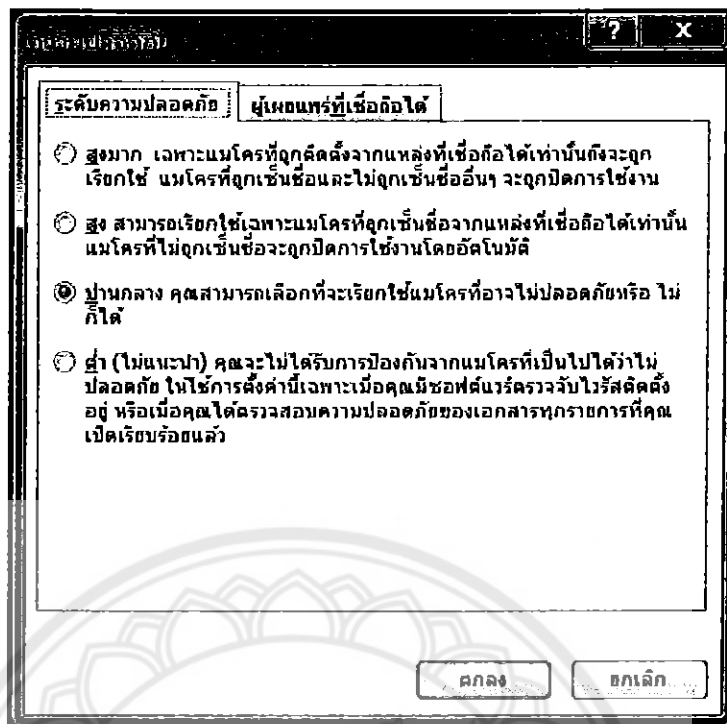 ระดับความปลอดภัย ผู้เผยแพร่ที่เชื่อถือได้
สูงมาก เฉพาะแมโครที่ถูกติดตั้งจากแหล่งที่เชื่อถือได้เท่านั้นถึงจะถูก
เรียกใช้ แมโครที่ถูกเซ็นชื่อและไม่ถูกเซ็นชื่ออื่นๆ จะถูกปิดการใช้งาน
สูง สามารถเรียกใช้เฉพาะแมโครที่ถูกเซ็นชื่อจากแหล่งที่เชื่อถือได้เท่านั้น
แมโครที่ไม่ถูกเซ็นชื่อจะถูกปิดการใช้งานโดยอัตโนมัติ
ปานกลาง คุณสามารถเลือกที่จะเรียกใช้แมโครที่อาจไม่ปลอดภัยหรือ ไม่
ก็ได้
ต่ำ (ไม่แนะนำ) คุณจะไม่ได้รับการป้องกันจากแมโครที่เป็นไปได้ว่าไม่
ปลอดภัย ให้ใช้การตั้งค่านี้เฉพาะเมื่อคุณมีซอฟต์แวร์ตรวจจับไวรัสติดตั้ง
อยู่ หรือเมื่อคุณได้ตรวจสอบความปลอดภัยของเอกสารทุกรายการที่คุณ
เปิดเรียบร้อยแล้ว
ตกลง ยกเลิก